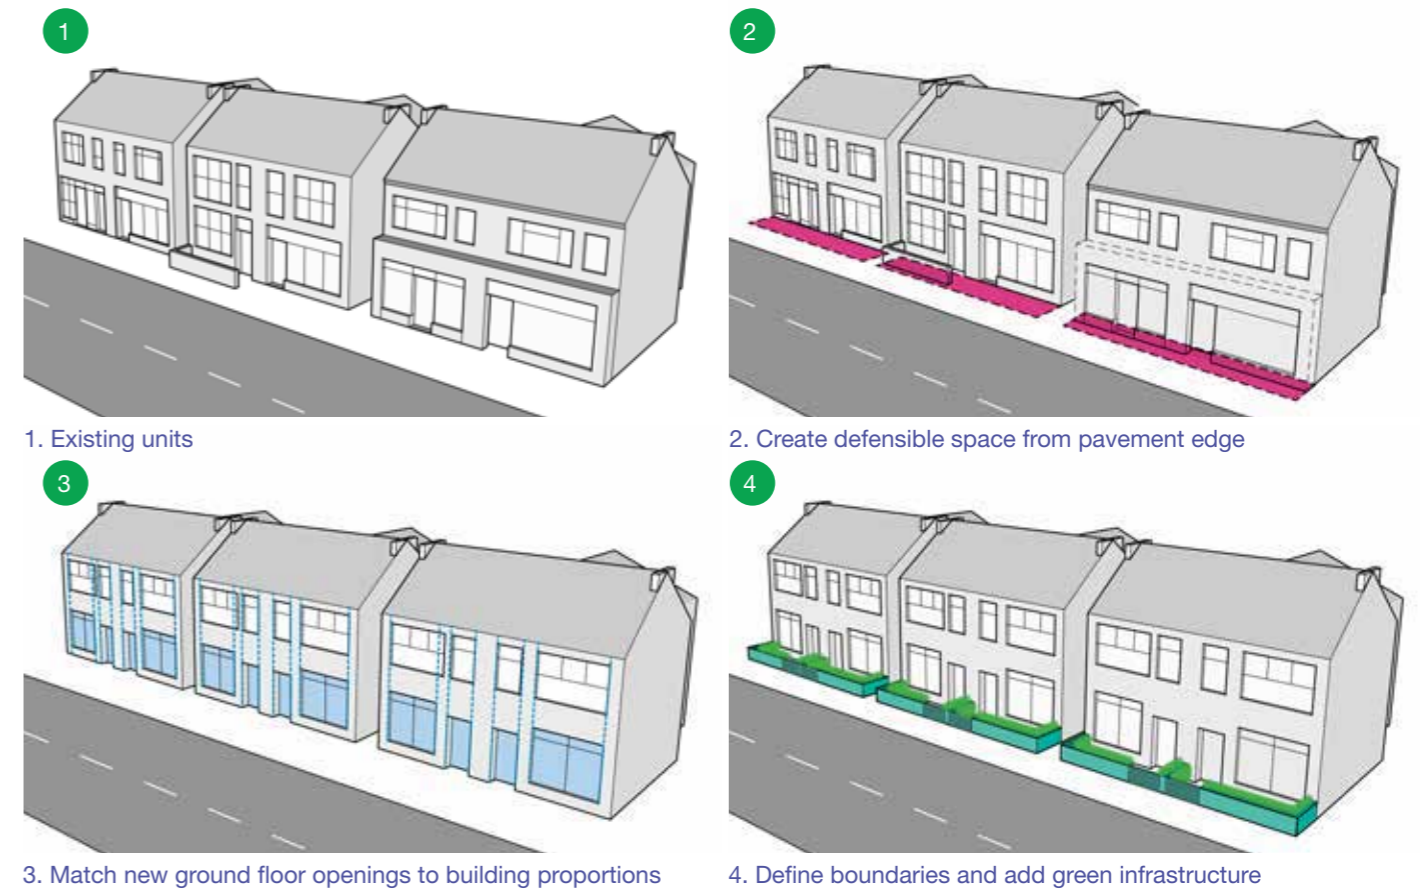 1
2
1. Existing units
2. Create defensible space from pavement edge
3
4
3. Match new ground floor openings to building proportions
4. Define boundaries and add green infrastructure